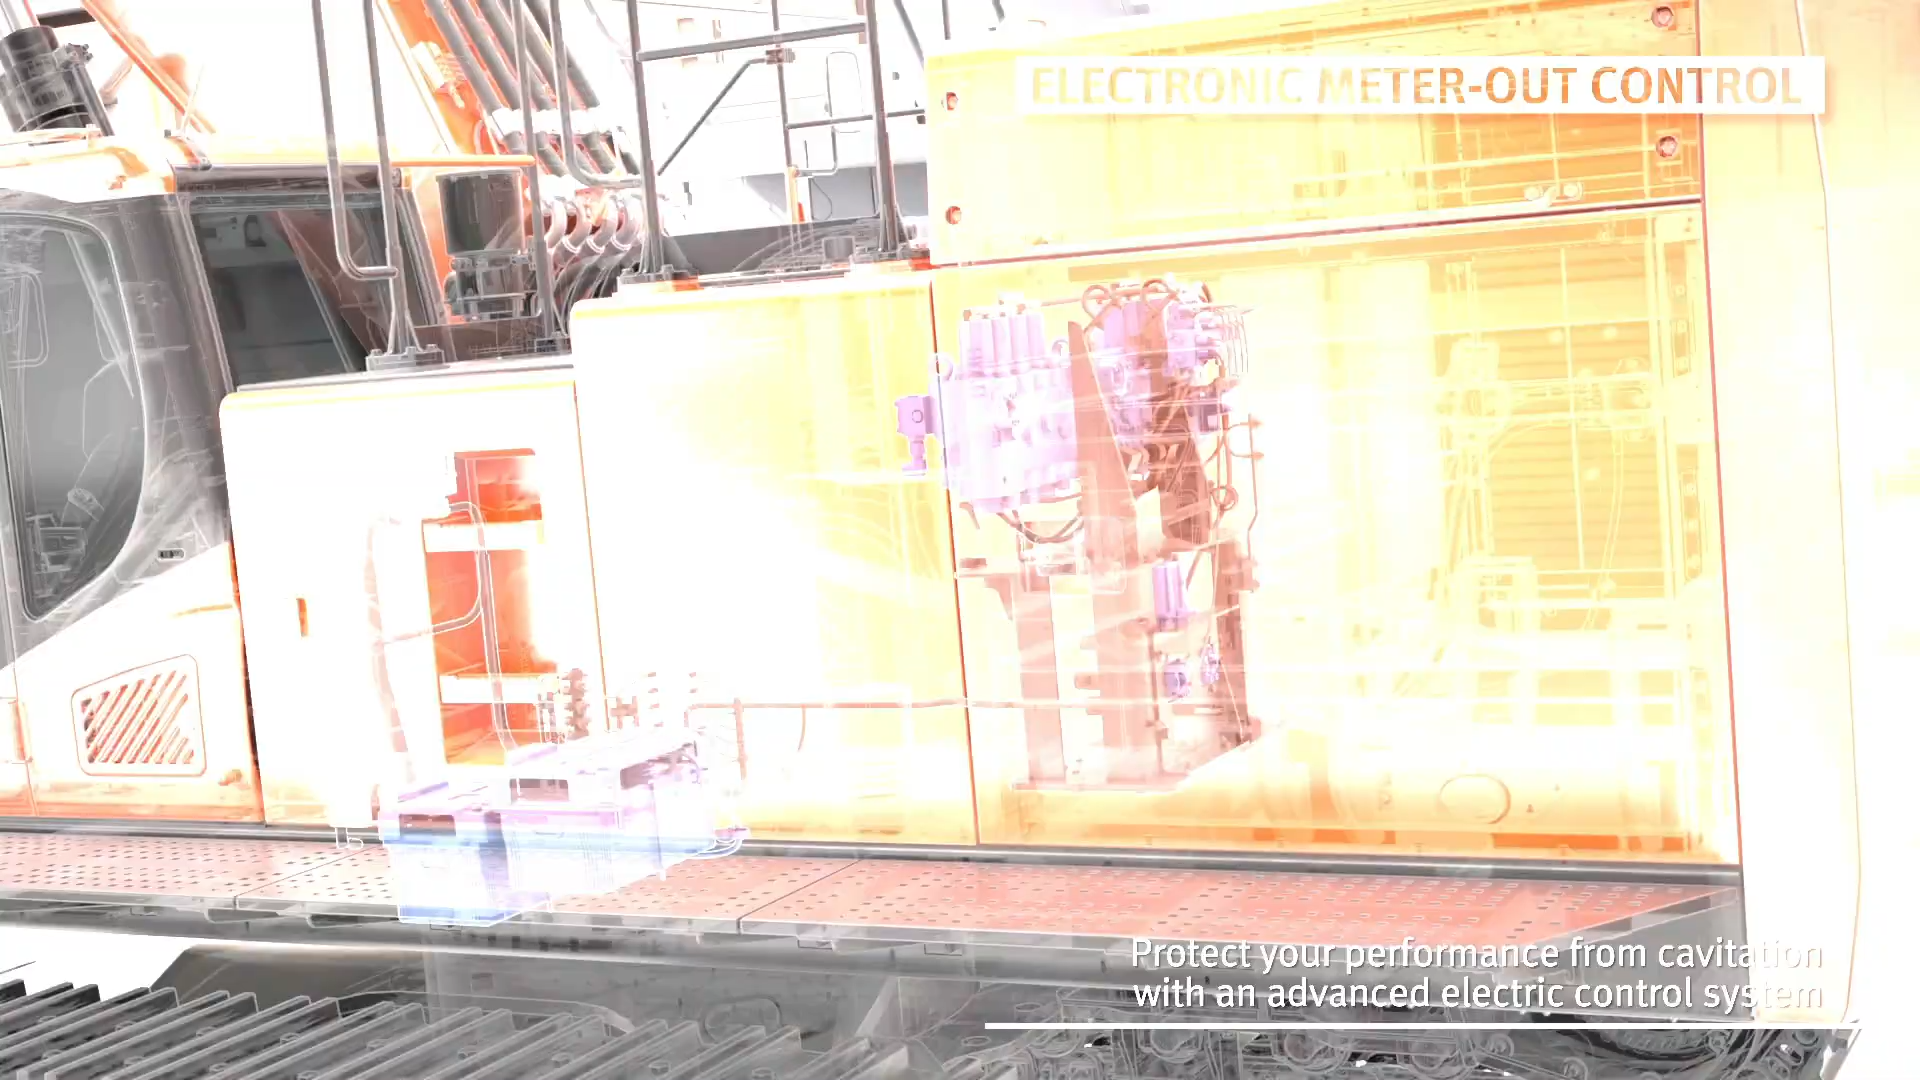 ELECTRONIC METER-OUT CONTROL
Protect your performance from cavitation
with an advanced electric control system